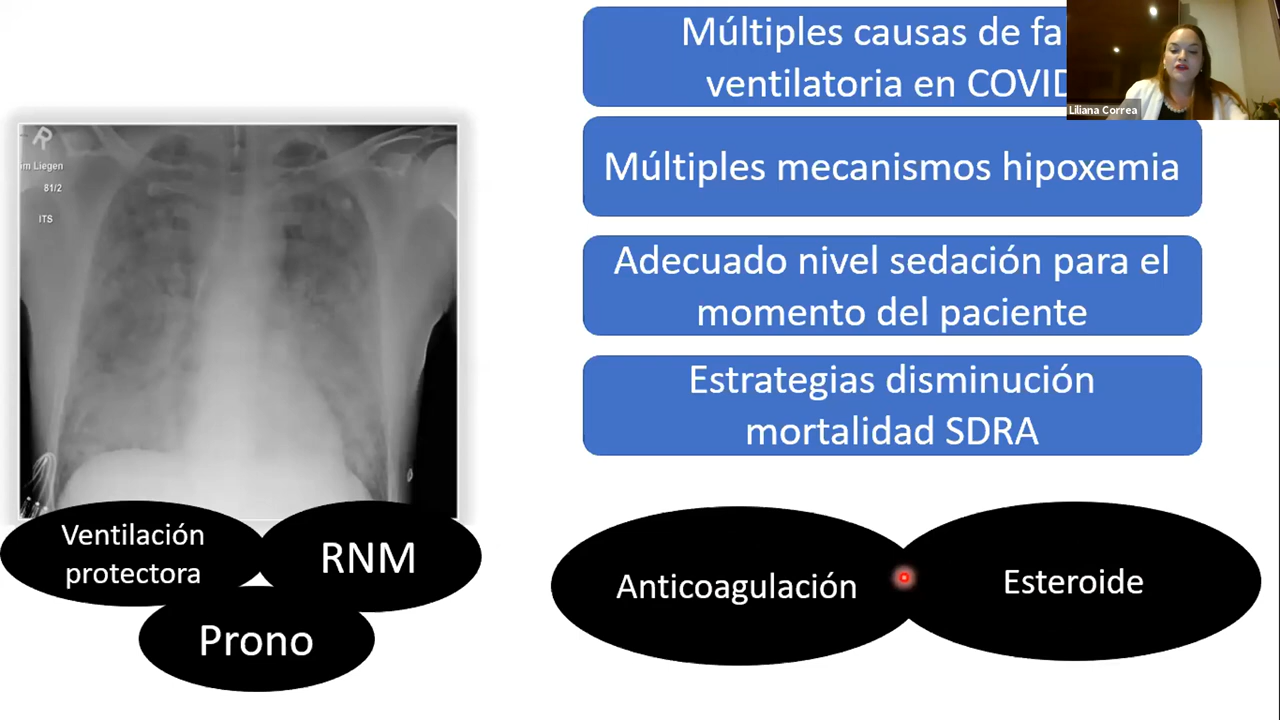 Múltiples causas de
ventilatoria en COVID
Liliana Correa
R
Liegen
81/2
ITS
Múltiples mecanismos hipoxemia
Adecuado nivel sedación para el
momento del paciente
Estrategias disminución
mortalidad SDRA
Ventilación
protectora
RNM
Prono
Anticoagulación
Esteroide